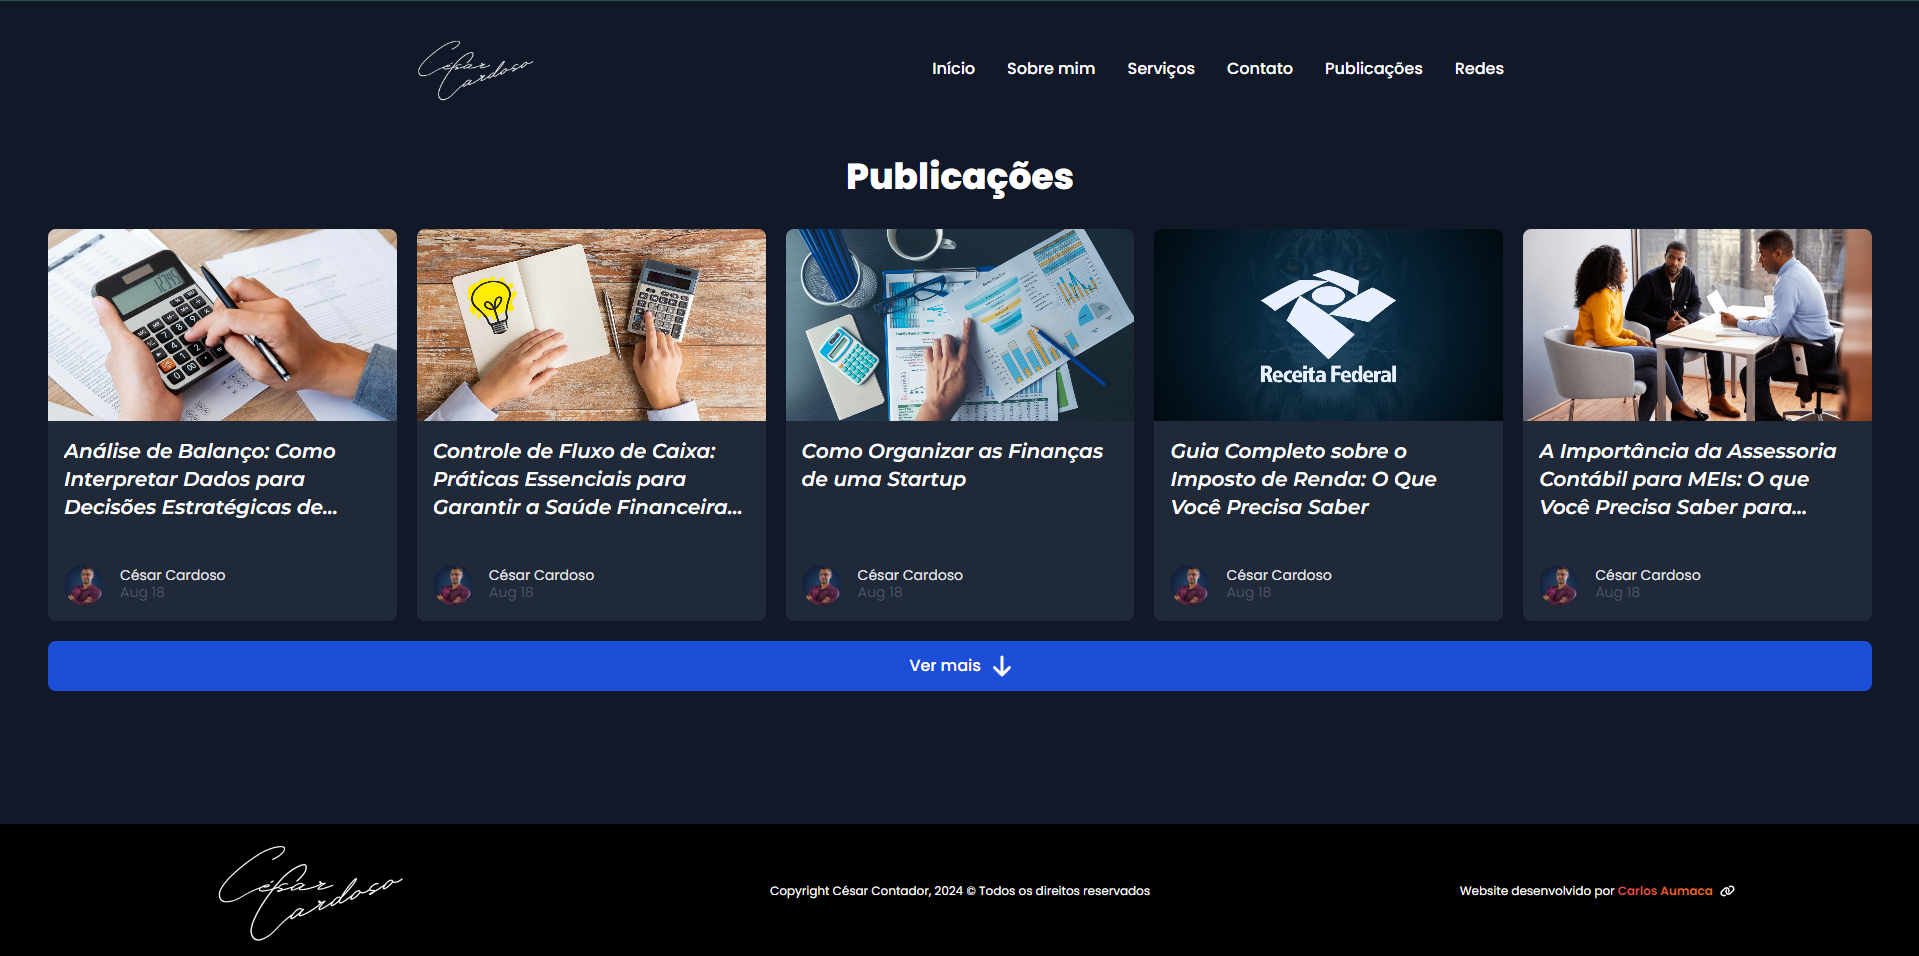 César
Cardoso
Início
Sobre mim
Serviços
Contato
Publicações
Redes
Publicações
Análise de Balanço: Como
Interpretar Dados para
Decisões Estratégicas de...
César Cardoso
Aug 18
Controle de Fluxo de Caixa:
Práticas Essenciais para
Garantir a Saúde Financeira...
César Cardoso
Aug 18
Como Organizar as Finanças
de uma Startup
César Cardoso
Aug 18
Receita Federal
Guia Completo sobre o
Imposto de Renda: O Que
Você Precisa Saber
César Cardoso
Aug 18
A Importância da Assessoria
Contábil para MEIs: O que
Você Precisa Saber para...
César Cardoso
Aug 18
Ver mais
César
Cardoso
Copyright César Contador, 2024 © Todos os direitos reservados
Website desenvolvido por Carlos Aumaca